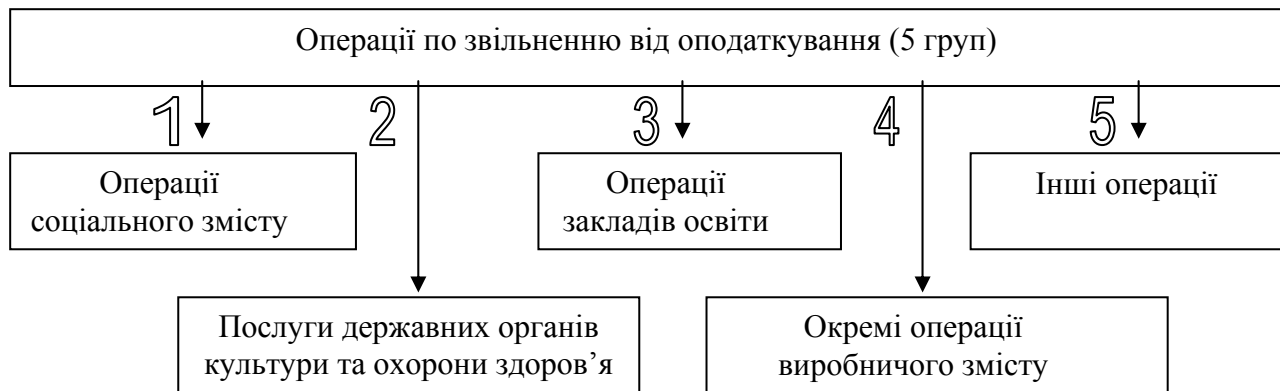 Операції по звільненню від оподаткування (5 груп)
1
2
3
4
5
Операції
соціального змісту
Операції
закладів освіти
Інші операції
Послуги державних органів
культури та охорони здоров’я
Окремі операції
виробничого змісту